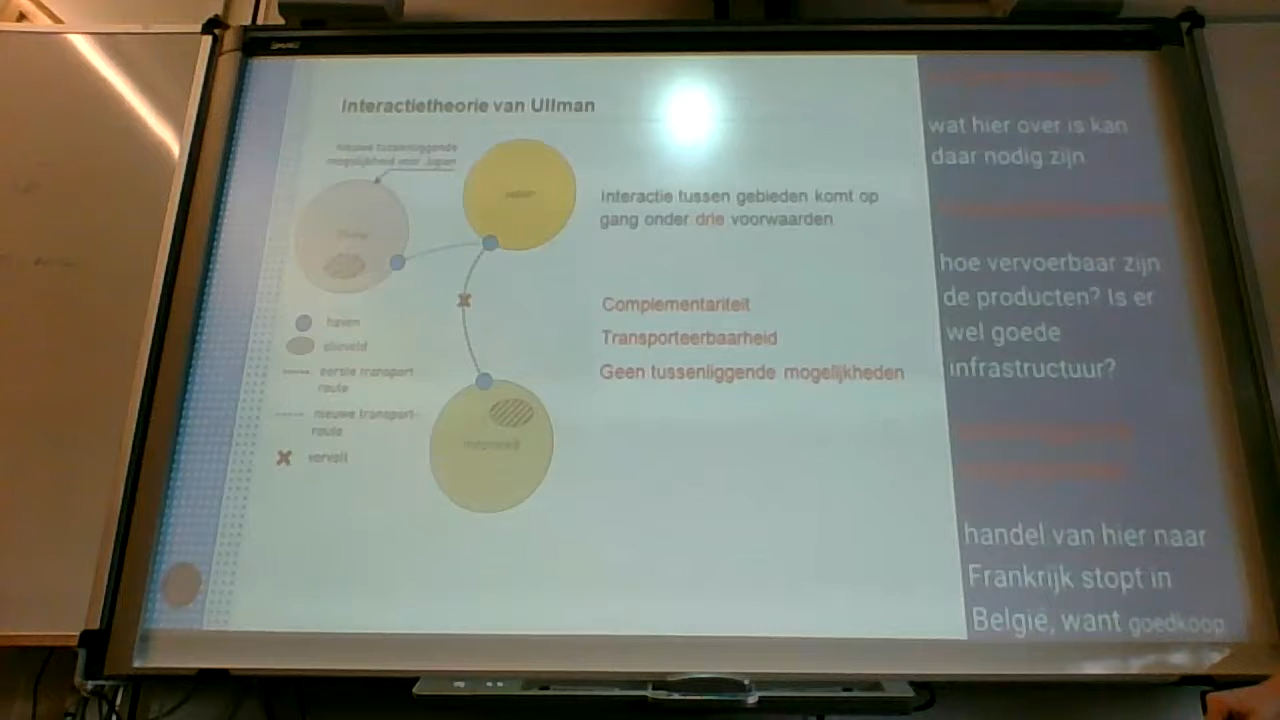 Interactietheorie van Ullman
nieuwe tussenliggende
mogelijkheid voor Japan
Interactie tussen gebieden komt op
gang onder drie voorwaarden
Complementariteit
Transporteerbaarheid
Geen tussenliggende mogelijkheden
haven
olieveld
eerste transport-
route
nieuwe transport-
route
vervalt
wat hier over is kan
daar nodig zijn
hoe vervoerbaar zijn
de producten? Is er
wel goede
infrastructuur?
handel van hier naar
Frankrijk stopt in
België, want goedkoop